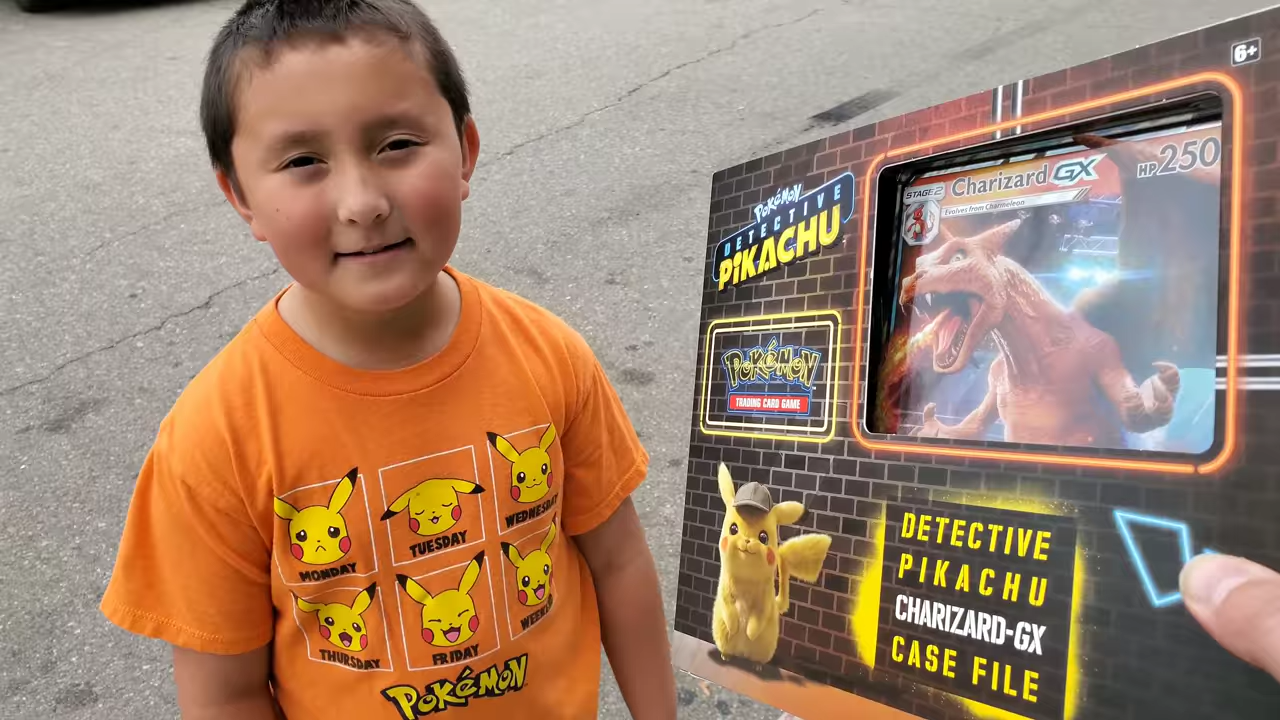 MONDAY
TUESDAY
WEDNESDAY
THURSDAY
FRIDAY
POKéMON
6+
POKéMON
DETECTIVE
PIKACHU
STAGE 2
Charizard GX
HP 250
Evolves from Charmeleon
POKéMON
TRADING CARD GAME
DETECTIVE
PIKACHU
CHARIZARD-GX
CASE FILE